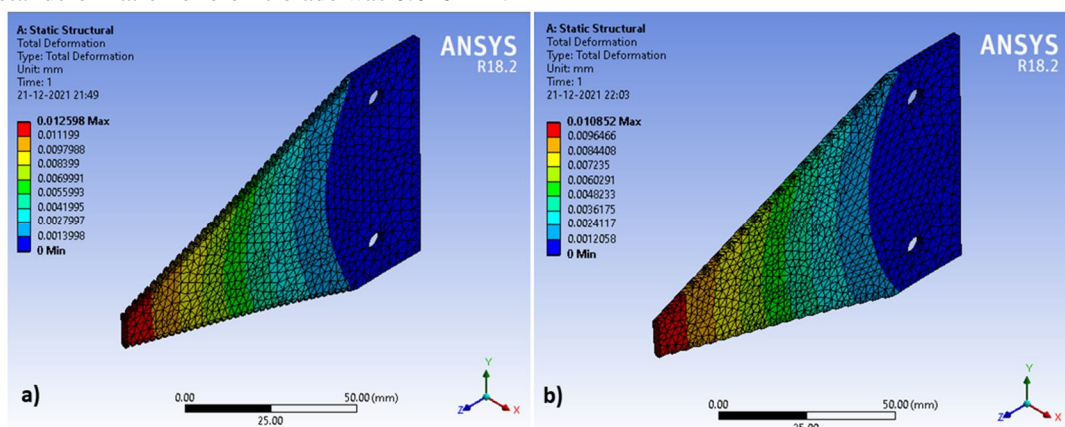 A: Static Structural
Total Deformation
Type: Total Deformation
Unit: mm
Time: 1
21-12-2021 21:49
ANSYS
R18.2
0.012598 Max
0.011199
0.0097988
0.008399
0.0069991
0.0055993
0.0041995
0.0027997
0.0013998
0 Min
a)
0.00
50.00 (mm)
25.00
Y
Z
X
A: Static Structural
Total Deformation
Type: Total Deformation
Unit: mm
Time: 1
21-12-2021 22:03
ANSYS
R18.2
0.010852 Max
0.0096466
0.0084408
0.007235
0.0060291
0.0048233
0.0036175
0.0024117
0.0012058
0 Min
b)
0.00
50.00 (mm)
25.00
Y
Z
X